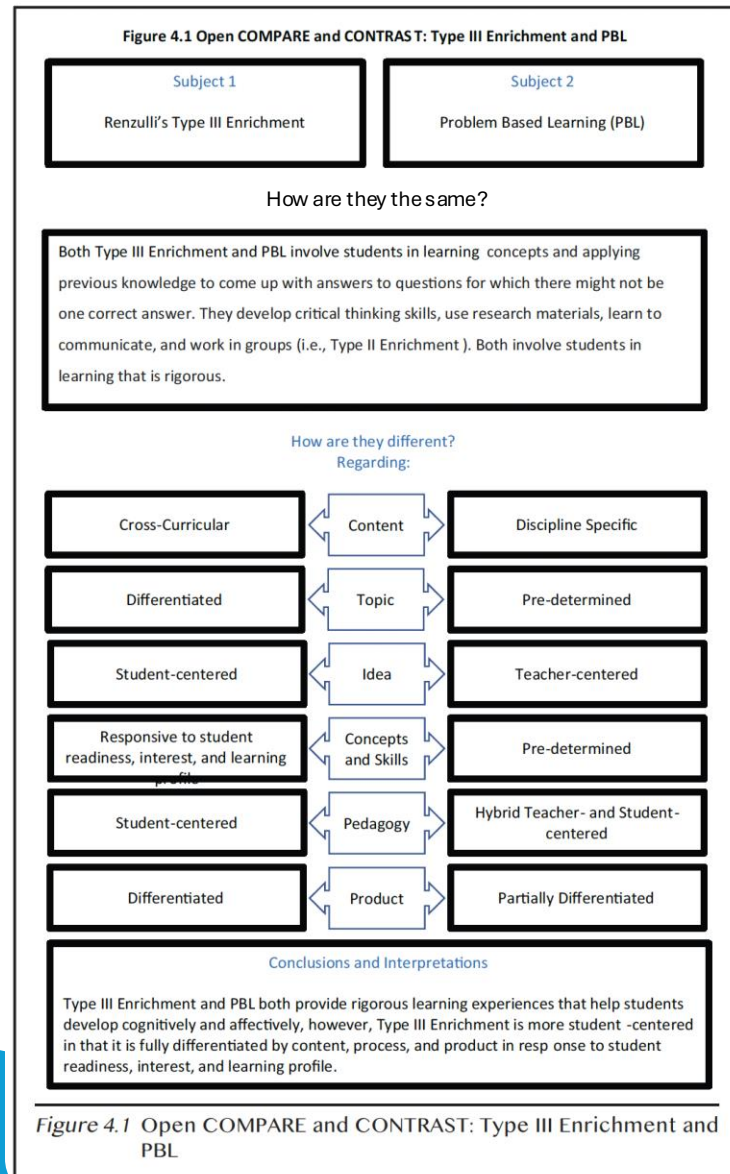 Figure 4.1 Open COMPARE and CONTRAST: Type III Enrichment and PBL
Subject 1
Renzulli's Type III Enrichment
Subject 2
Problem Based Learning (PBL)
How are they the same?
Both Type III Enrichment and PBL involve students in learning concepts and applying
previous knowledge to come up with answers to questions for which there might not be
one correct answer. They develop critical thinking skills, use research materials, learn to
communicate, and work in groups (i.e., Type II Enrichment ). Both involve students in
learning that is rigorous.
How are they different?
Regarding:
Cross-Curricular
Content
Discipline Specific
Differentiated
Topic
Pre-determined
Student-centered
Idea
Teacher-centered
Responsive to student
readiness, interest, and learning
profile
Concepts
and Skills
Pre-determined
Student-centered
Pedagogy
Hybrid Teacher- and Student-
centered
Differentiated
Product
Partially Differentiated
Conclusions and Interpretations
Type III Enrichment and PBL both provide rigorous learning experiences that help students
develop cognitively and affectively, however, Type III Enrichment is more student -centered
in that it is fully differentiated by content, process, and product in resp onse to student
readiness, interest, and learning profile.
Figure 4.1 Open COMPARE and CONTRAST: Type III Enrichment and
PBL